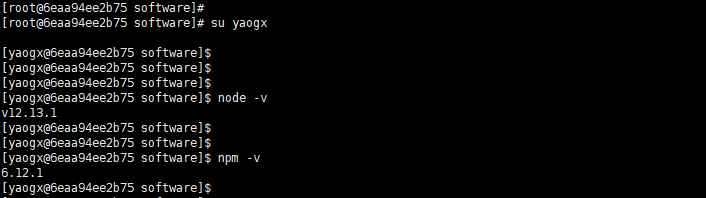 [root@6eaa94ee2b75 software]#
[root@6eaa94ee2b75 software]# su yaogx
[yaogx@6eaa94ee2b75 software]$
[yaogx@6eaa94ee2b75 software]$
[yaogx@6eaa94ee2b75 software]$
[yaogx@6eaa94ee2b75 software]$ node -v
v12.13.1
[yaogx@6eaa94ee2b75 software]$
[yaogx@6eaa94ee2b75 software]$
[yaogx@6eaa94ee2b75 software]$ npm -v
6.12.1
[yaogx@6eaa94ee2b75 software]$